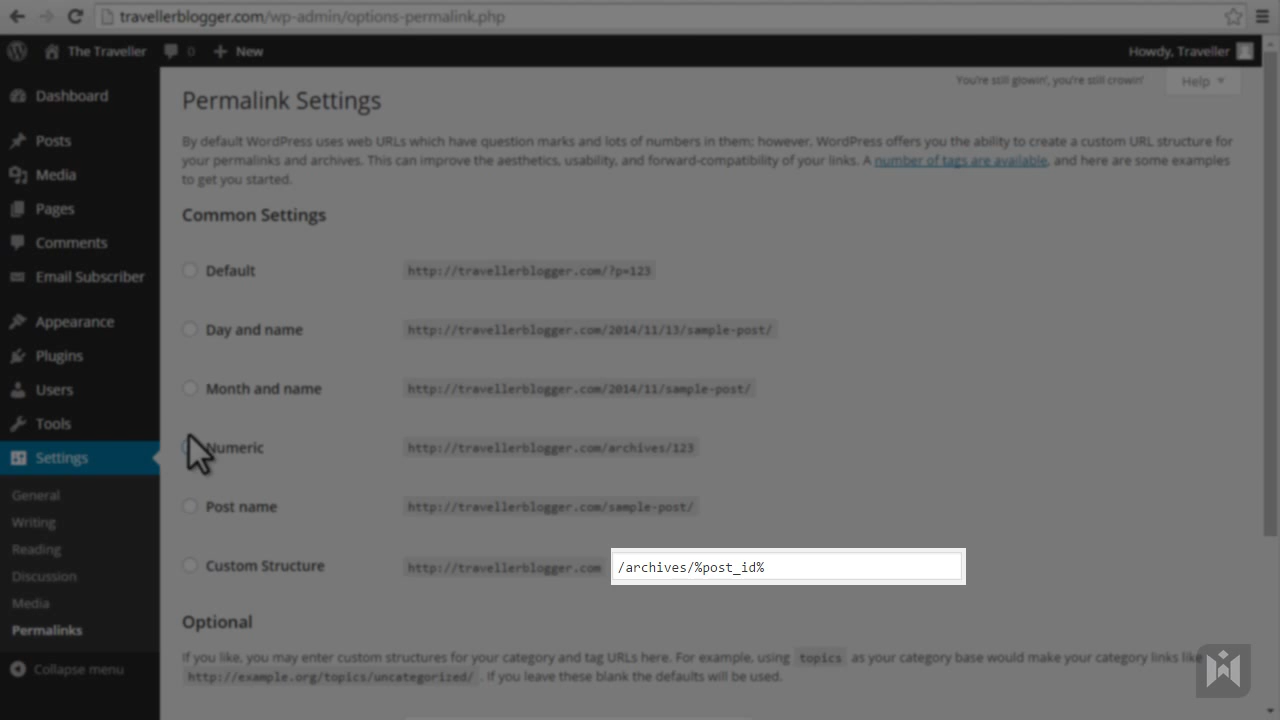 travellerblogger.com/wp-admin/options-permalink.php
The Traveller
0
New
Howdy, Traveller
Dashboard
Posts
Media
Pages
Comments
Email Subscriber
Appearance
Plugins
Users
Tools
Settings
General
Writing
Reading
Discussion
Media
Permalinks
Collapse menu
You're still glowin', you're still crowin'
Help
Permalink Settings
By default WordPress uses web URLs which have question marks and lots of numbers in them; however, WordPress offers you the ability to create a custom URL structure for
your permalinks and archives. This can improve the aesthetics, usability, and forward-compatibility of your links. A number of tags are available, and here are some examples
to get you started.
Common Settings
Default http://travellerblogger.com/?p=123
Day and name http://travellerblogger.com/2014/11/13/sample-post/
Month and name http://travellerblogger.com/2014/11/sample-post/
Numeric http://travellerblogger.com/archives/123
Post name http://travellerblogger.com/sample-post/
Custom Structure http://travellerblogger.com /archives/%post_id%
Optional
If you like, you may enter custom structures for your category and tag URLs here. For example, using topics as your category base would make your category links like
http://example.org/topics/uncategorized/ . If you leave these blank the defaults will be used.